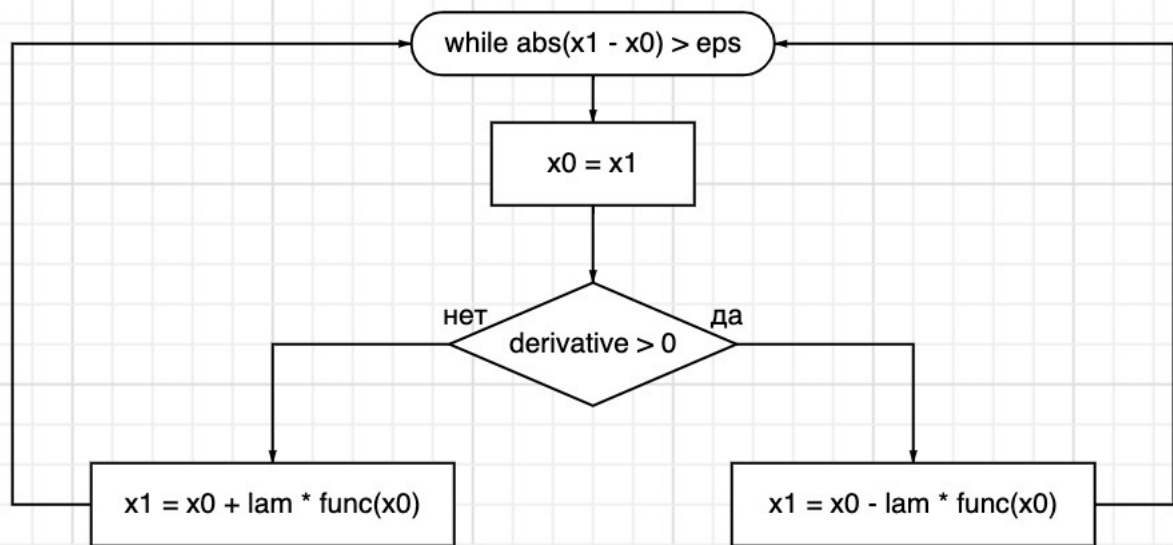 while abs(x1 - x0) > eps
x0 = x1
нет
да
derivative > 0
x1 = x0 + lam * func(x0)
x1 = x0 - lam * func(x0)